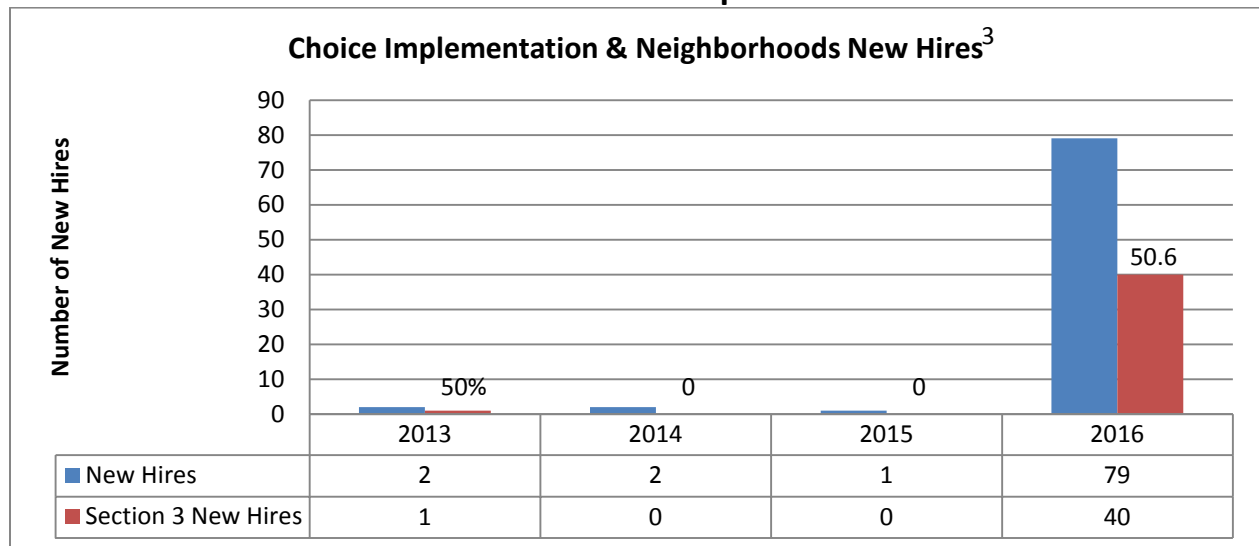 Choice Implementation & Neighborhoods New Hires3
Number of New Hires
90
80
70
60
50
40
30
20
10
0
50%
0
0
50.6
2013 2014 2015 2016
New Hires 2 2 1 79
Section 3 New Hires 1 0 0 40